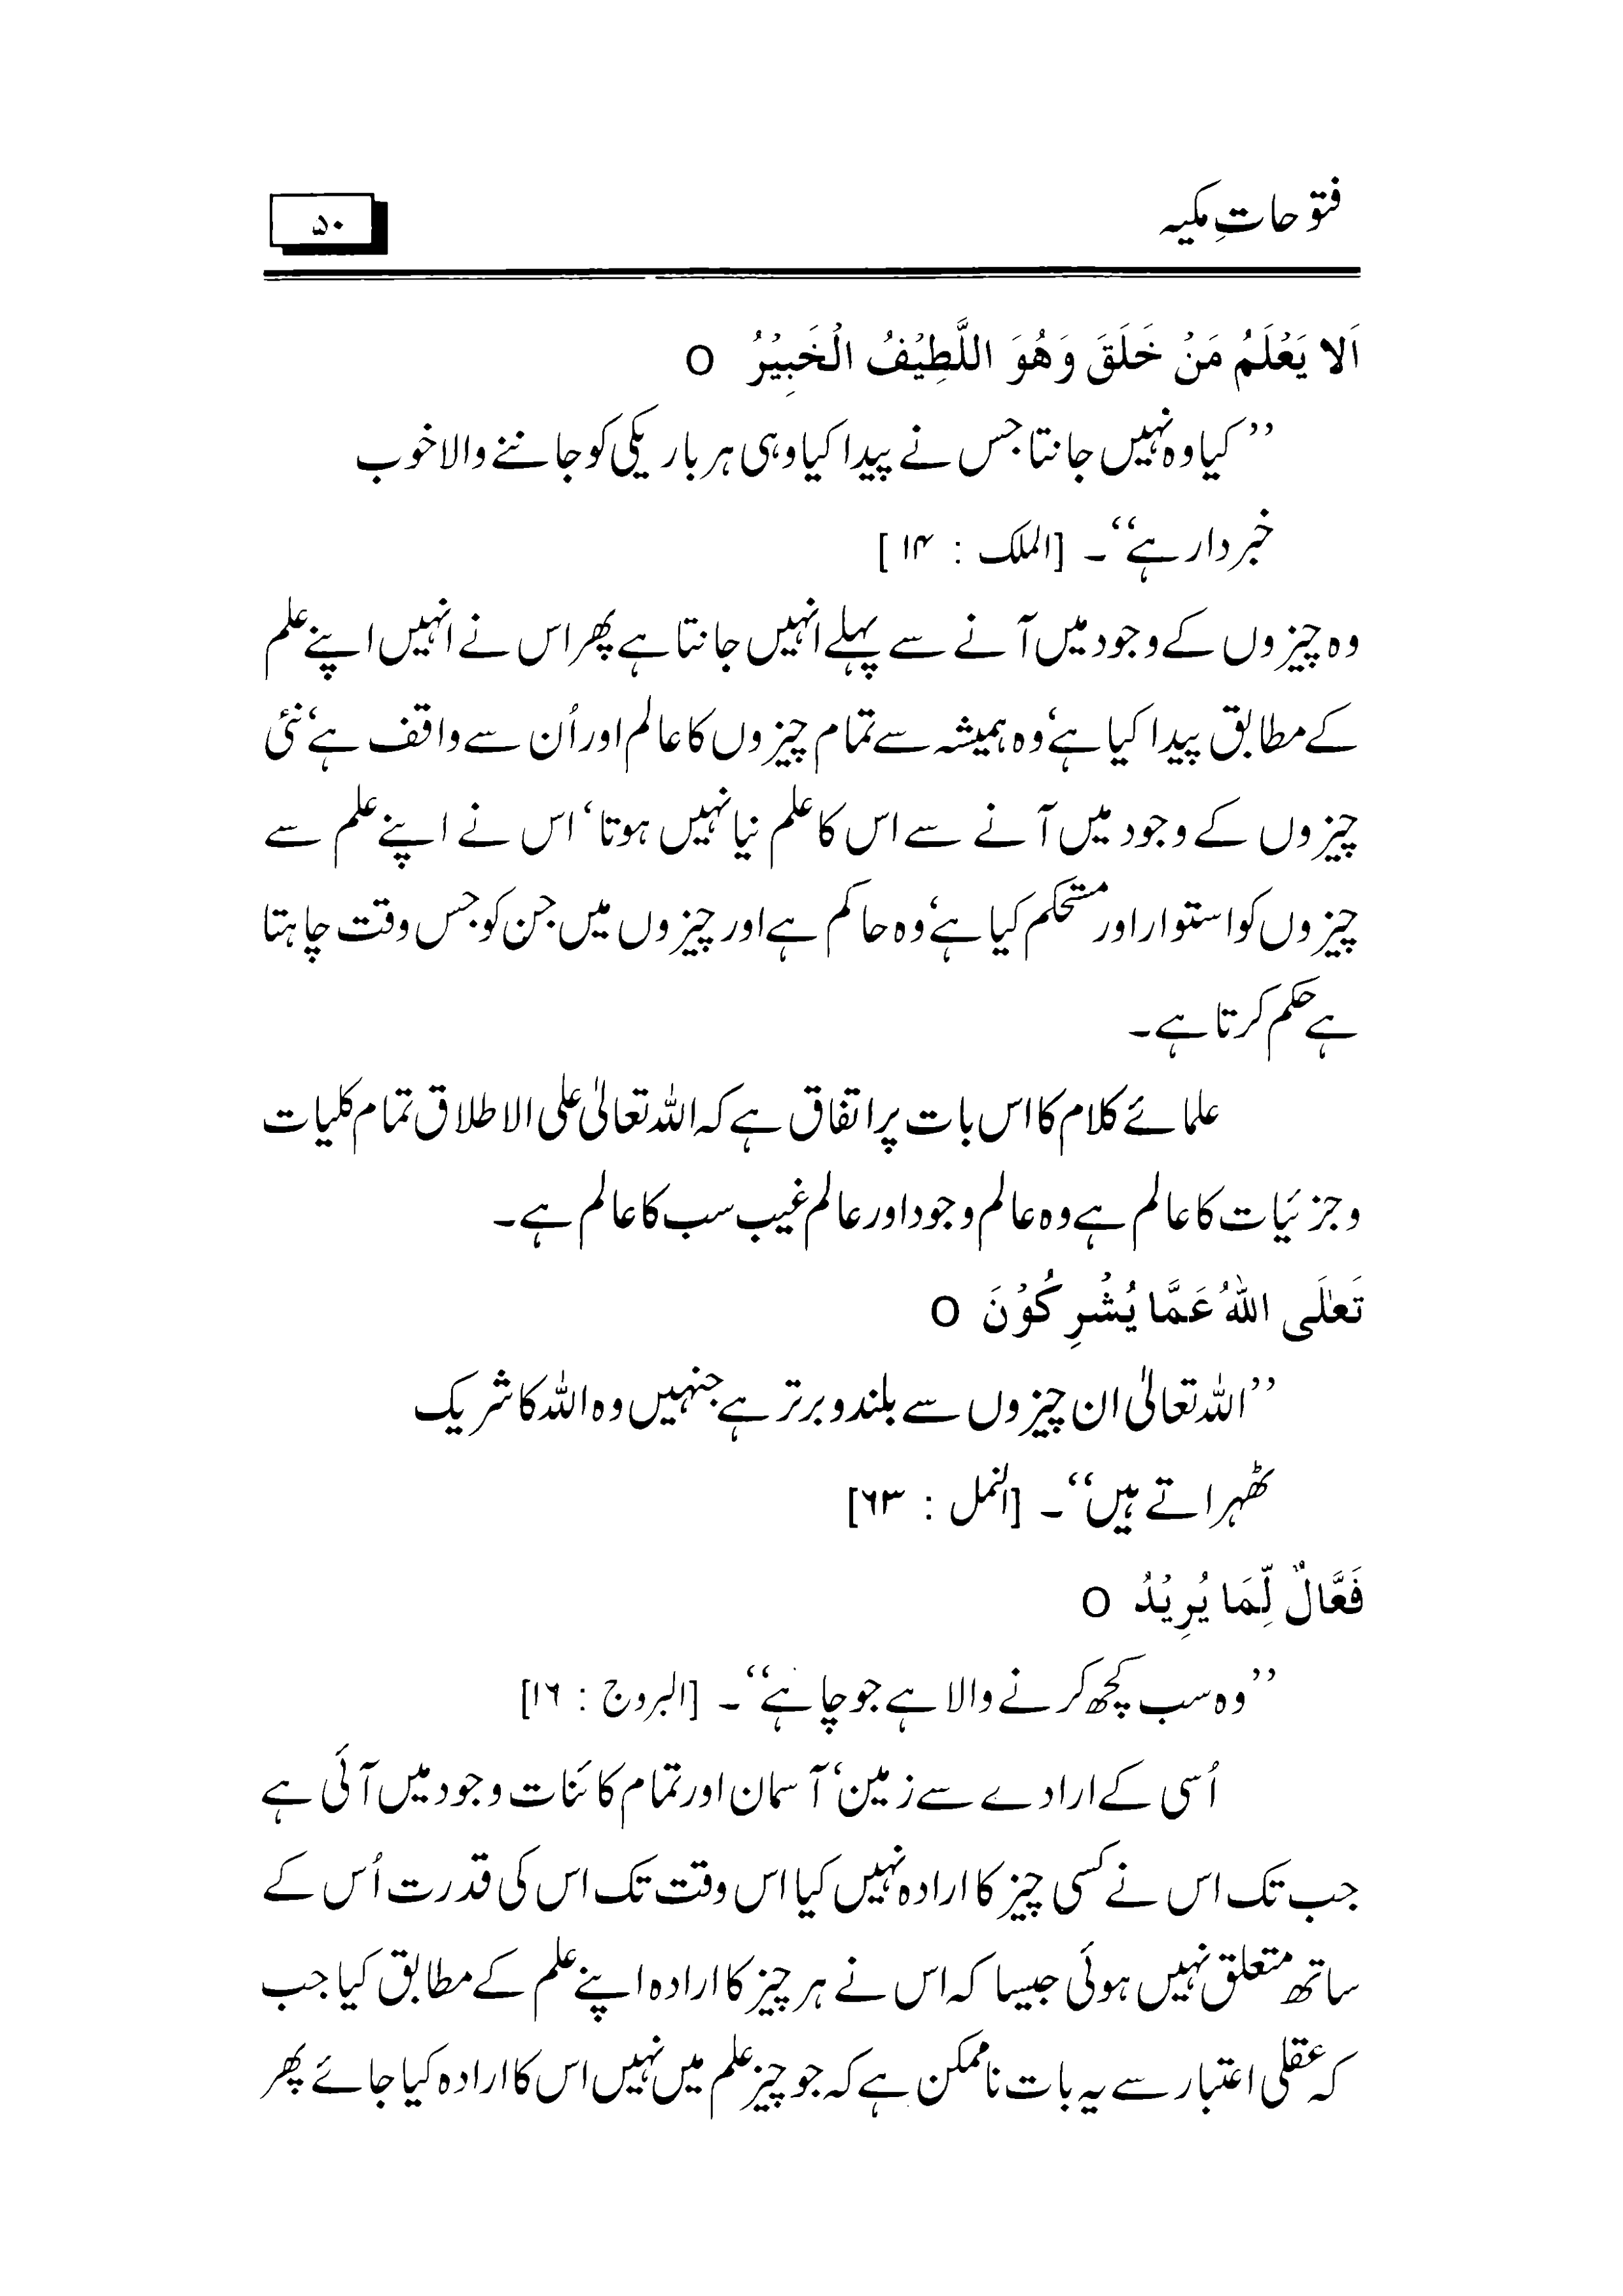 فتوحاتِ مکیہ
۵۰
اَلا يَعْلَمُ مَنْ خَلَقَ وَهُوَ اللَّطِيْفُ الْخَبِيْرُ O
’’کیا وہ نہیں جانتا جس نے پیدا کیا وہی ہر باریکی کو جاننے والا خوب
خبردار ہے‘‘۔ [الملک : ۱۴]
وہ چیزوں کے وجود میں آنے سے پہلے انہیں جانتا ہے پھر اس نے انہیں اپنے علم
کے مطابق پیدا کیا ہے‘ وہ ہمیشہ سے تمام چیزوں کا عالم اور اُن سے واقف ہے‘ نئی
چیزوں کے وجود میں آنے سے اس کا علم نیا نہیں ہوتا‘ اس نے اپنے علم سے
چیزوں کو استوار اور مستحکم کیا ہے‘ وہ حاکم ہے اور چیزوں میں جن کو جس وقت چاہتا
ہے حکم کرتا ہے۔
علمائے کلام کا اس بات پر اتفاق ہے کہ اللہ تعالیٰ علی الاطلاق تمام کلیات
و جزئیات کا عالم ہے وہ عالم وجود اور عالم غیب سب کا عالم ہے۔
تَعٰلَى اللّٰهُ عَمَّا يُشْرِكُوْنَ O
’’اللہ تعالیٰ ان چیزوں سے بلند و برتر ہے جنہیں وہ اللہ کا شریک
ٹھہراتے ہیں‘‘۔ [النمل : ۶۳]
فَعَّالٌ لِّمَا يُرِيْدُ O
’’وہ سب کچھ کرنے والا ہے جو چاہے‘‘۔ [البروج : ۱۶]
اُسی کے ارادے سے زمین‘ آسمان اور تمام کائنات وجود میں آئی ہے
جب تک اس نے کسی چیز کا ارادہ نہیں کیا اس وقت تک اس کی قدرت اُس کے
ساتھ متعلق نہیں ہوئی جیسا کہ اس نے ہر چیز کا ارادہ اپنے علم کے مطابق کیا جب
کہ عقلی اعتبار سے یہ بات ناممکن ہے کہ جو چیز علم میں نہیں اس کا ارادہ کیا جائے پھر